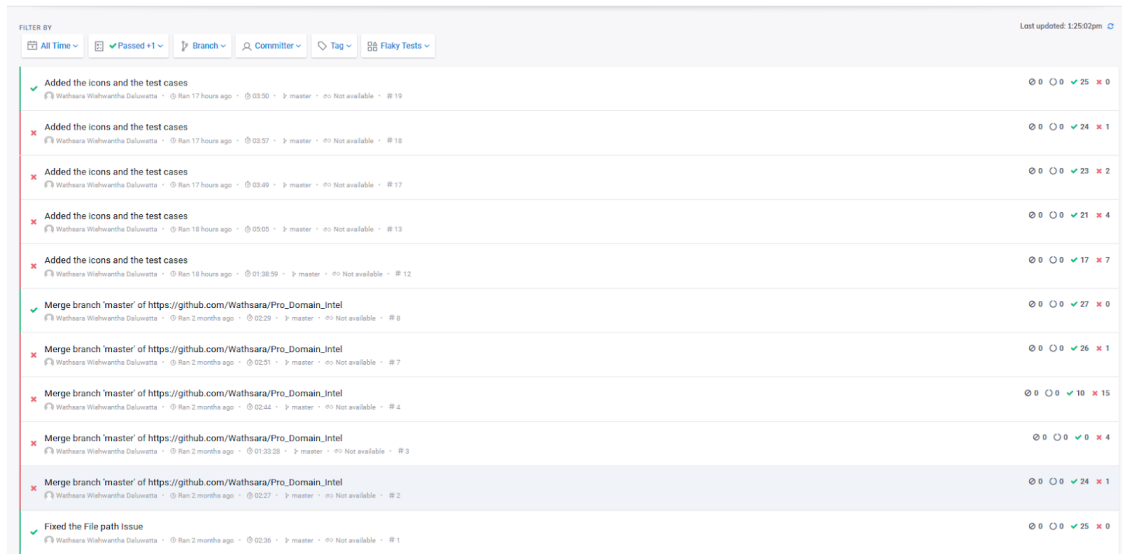 FILTER BY
Last updated: 1:25:02pm
All Time
Passed +1
Branch
Committer
Tag
Flaky Tests
Added the icons and the test cases
0 0 25 0
Wathsara Wishwantha Daluwatta · Ran 17 hours ago · 03:50 · master · Not available · # 19
Added the icons and the test cases
0 0 24 1
Wathsara Wishwantha Daluwatta · Ran 17 hours ago · 03:57 · master · Not available · # 18
Added the icons and the test cases
0 0 23 2
Wathsara Wishwantha Daluwatta · Ran 17 hours ago · 03:49 · master · Not available · # 17
Added the icons and the test cases
0 0 21 4
Wathsara Wishwantha Daluwatta · Ran 18 hours ago · 05:05 · master · Not available · # 13
Added the icons and the test cases
0 0 17 7
Wathsara Wishwantha Daluwatta · Ran 18 hours ago · 01:38:59 · master · Not available · # 12
Merge branch 'master' of https://github.com/Wathsara/Pro_Domain_Intel
0 0 27 0
Wathsara Wishwantha Daluwatta · Ran 2 months ago · 02:29 · master · Not available · # 8
Merge branch 'master' of https://github.com/Wathsara/Pro_Domain_Intel
0 0 26 1
Wathsara Wishwantha Daluwatta · Ran 2 months ago · 02:51 · master · Not available · # 7
Merge branch 'master' of https://github.com/Wathsara/Pro_Domain_Intel
0 0 10 15
Wathsara Wishwantha Daluwatta · Ran 2 months ago · 02:44 · master · Not available · # 4
Merge branch 'master' of https://github.com/Wathsara/Pro_Domain_Intel
0 0 0 4
Wathsara Wishwantha Daluwatta · Ran 2 months ago · 01:33:28 · master · Not available · # 3
Merge branch 'master' of https://github.com/Wathsara/Pro_Domain_Intel
0 0 24 1
Wathsara Wishwantha Daluwatta · Ran 2 months ago · 02:27 · master · Not available · # 2
Fixed the File path Issue
0 0 25 0
Wathsara Wishwantha Daluwatta · Ran 2 months ago · 02:36 · master · Not available · # 1